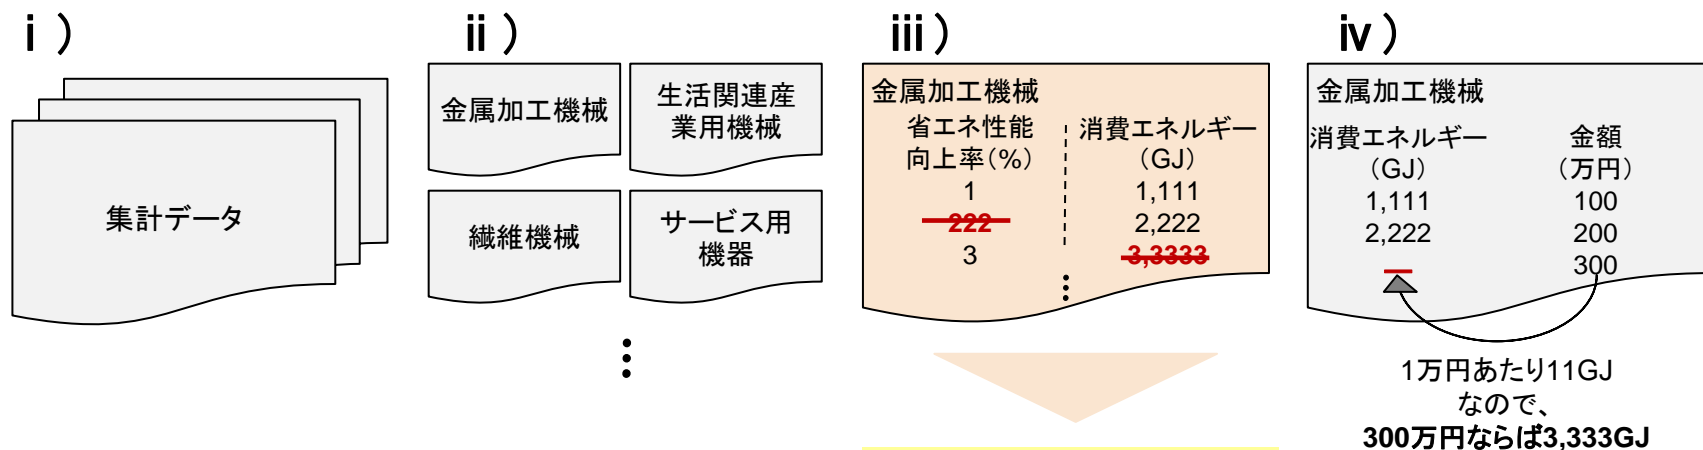 ⅰ）
集計データ
ⅱ）
金属加工機械
生活関連産
業用機械
繊維機械
サービス用
機器
⋮
ⅲ）
金属加工機械
省エネ性能
向上率（%）
消費エネルギー
（GJ）
1
1,111
222
2,222
3
3,3333
⋮
ⅳ）
金属加工機械
消費エネルギー
（GJ）
金額
（万円）
1,111
100
2,222
200
300
1万円あたり11GJ
なので、
300万円ならば3,333GJ